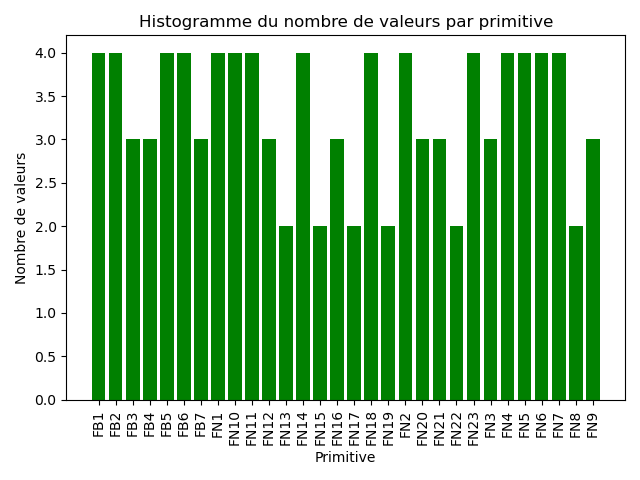 Histogramme du nombre de valeurs par primitive
Nombre de valeurs
4.0
3.5
3.0
2.5
2.0
1.5
1.0
0.5
0.0
FB1 FB2 FB3 FB4 FB5 FB6 FB7 FN1 FN10 FN11 FN12 FN13 FN14 FN15 FN16 FN17 FN18 FN19 FN2 FN20 FN21 FN22 FN23 FN3 FN4 FN5 FN6 FN7 FN8 FN9
Primitive